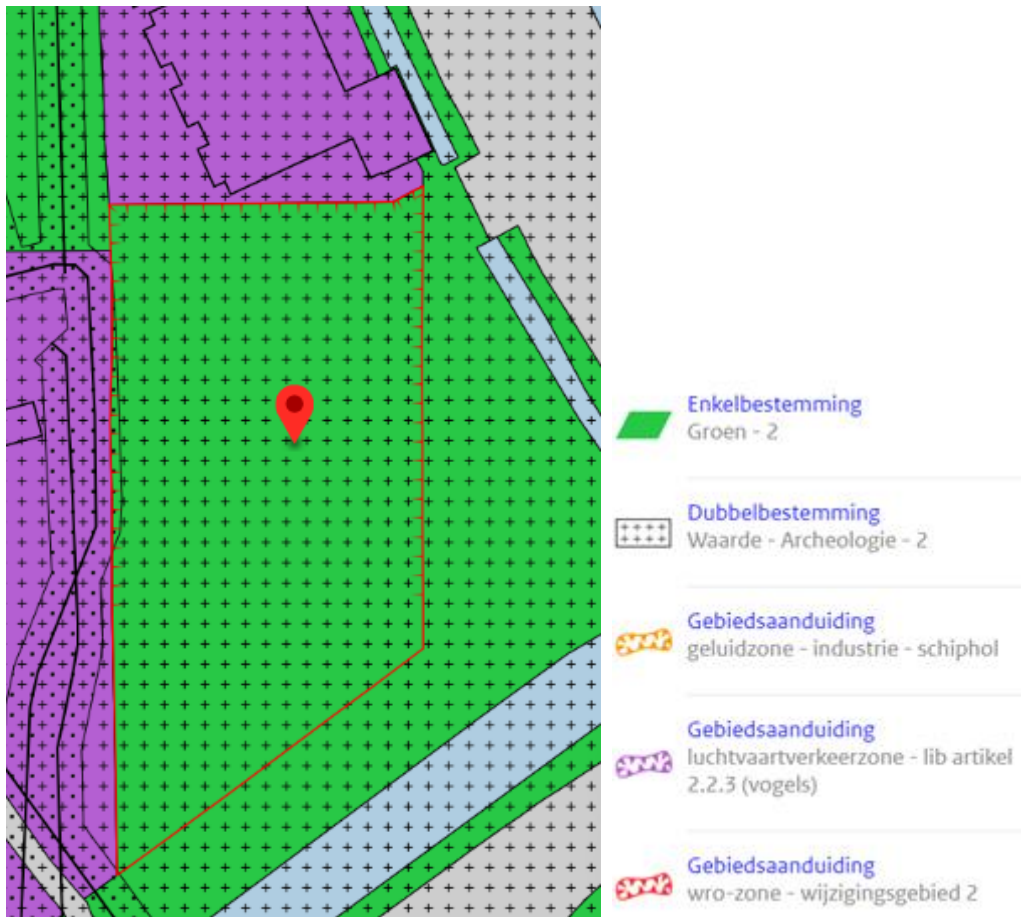 Enkelbestemming
Groen - 2
Dubbelbestemming
Waarde - Archeologie - 2
Gebiedsaanduiding
geluidzone - industrie - schiphol
Gebiedsaanduiding
luchtvaartverkeerzone - lib artikel
2.2.3 (vogels)
Gebiedsaanduiding
wro-zone - wijzigingsgebied 2